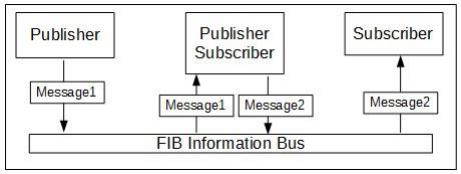 Publisher
Publisher
Subscriber
Subscriber
Message1
Message1
Message2
Message2
FIB Information Bus